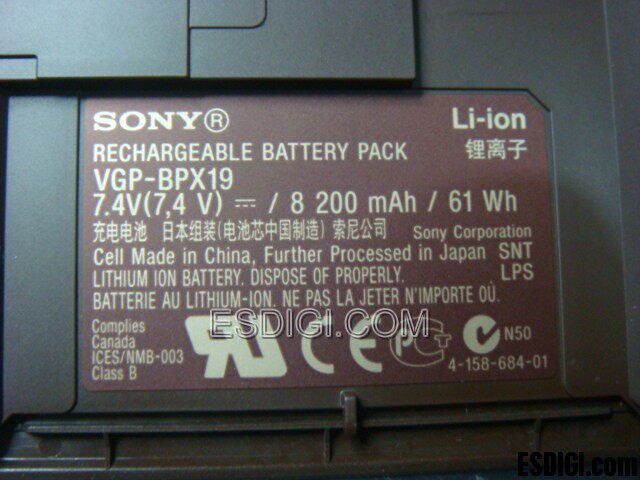 SONY®
Li-ion
RECHARGEABLE BATTERY PACK 锂离子
VGP-BPX19
7.4V(7,4 V) ⎓ / 8 200 mAh / 61 Wh
充电电池 日本组装(电池芯中国制造) 索尼公司 Sony Corporation
Cell Made in China, Further Processed in Japan SNT
LITHIUM ION BATTERY. DISPOSE OF PROPERLY. LPS
BATTERIE AU LITHIUM-ION. NE PAS LA JETER N'IMPORTE OÙ.
ESDIGI.COM
Complies
Canada
ICES/NMB-003
Class B
UL
CE
PCT
N50
4-158-684-01
ESDIGI.com